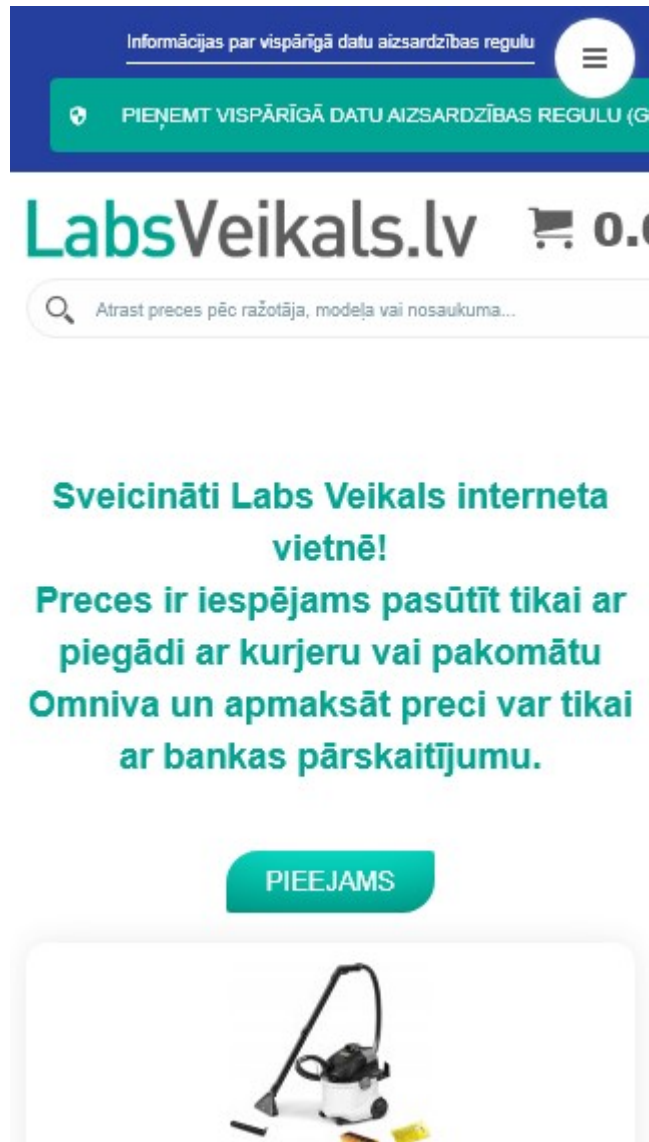 Informācijas par vispārīgā datu aizsardzības regulu
PIEŅEMT VISPĀRĪGĀ DATU AIZSARDZĪBAS REGULU (G
LabsVeikals.lv
0.
Atrast preces pēc ražotāja, modeļa vai nosaukuma...
Sveicināti Labs Veikals interneta
vietnē!
Preces ir iespējams pasūtīt tikai ar
piegādi ar kurjeru vai pakomātu
Omniva un apmaksāt preci var tikai
ar bankas pārskaitījumu.
PIEEJAMS